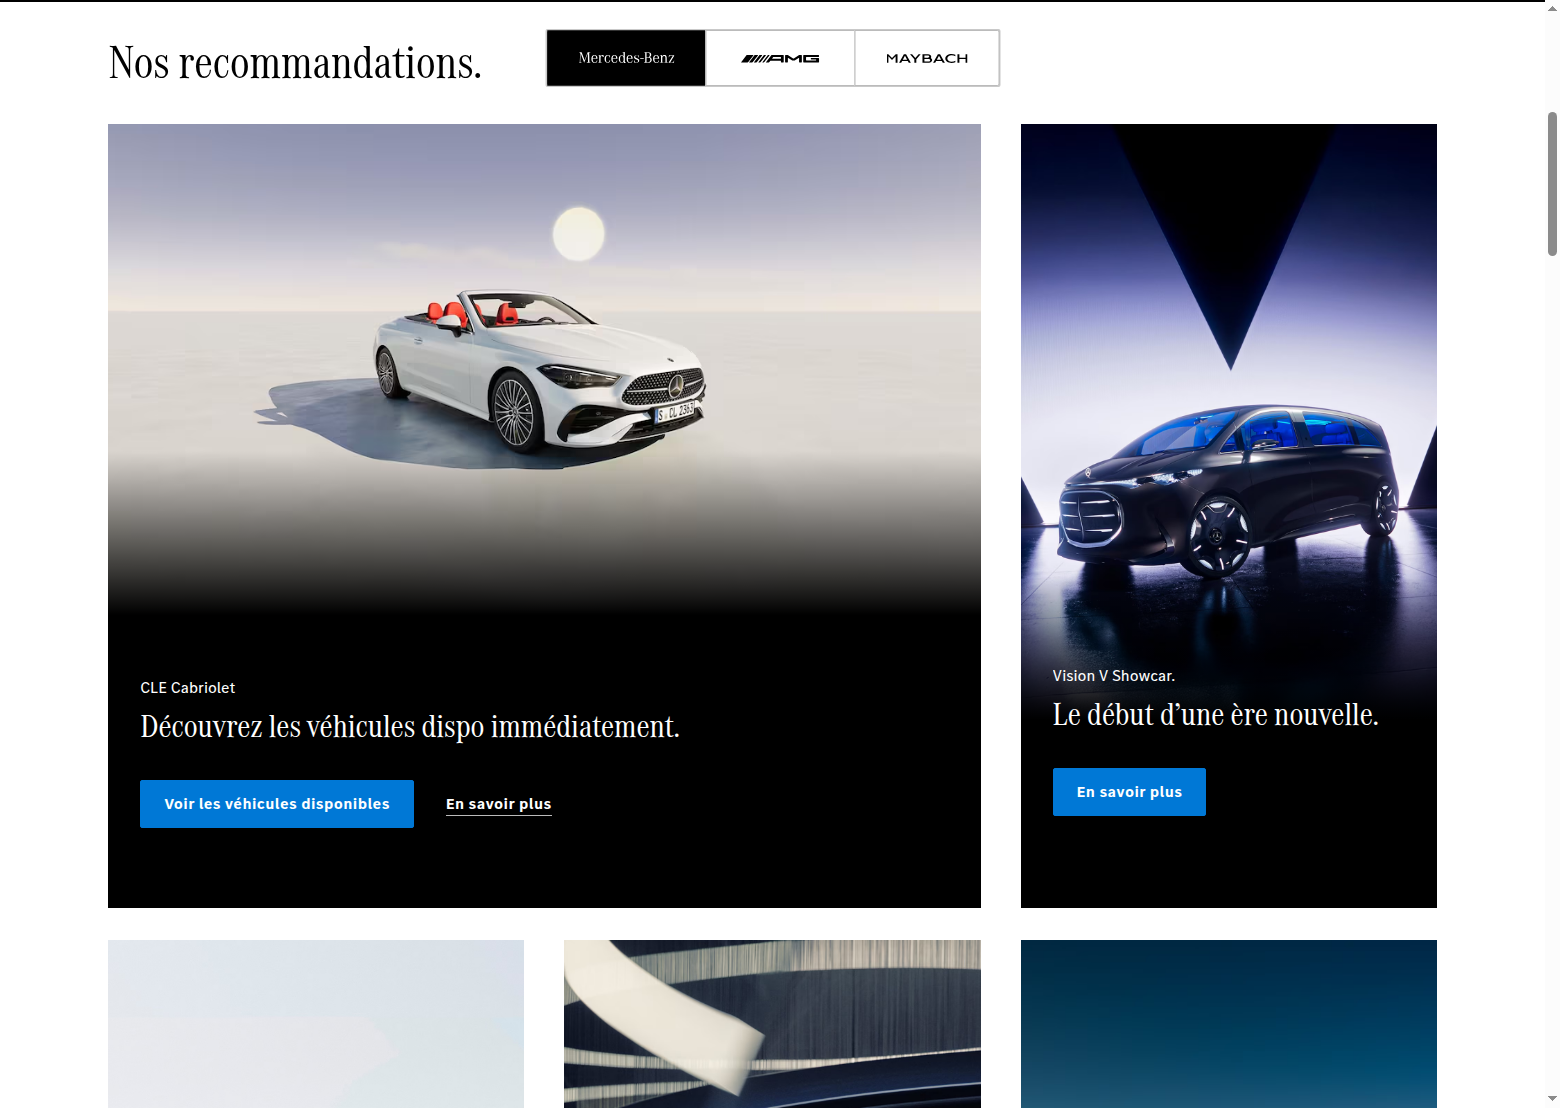 Nos recommandations.
Mercedes-Benz
AMG
MAYBACH
S CL 2363
CLE Cabriolet
Découvrez les véhicules dispo immédiatement.
Voir les véhicules disponibles
En savoir plus
Vision V Showcar.
Le début d’une ère nouvelle.
En savoir plus